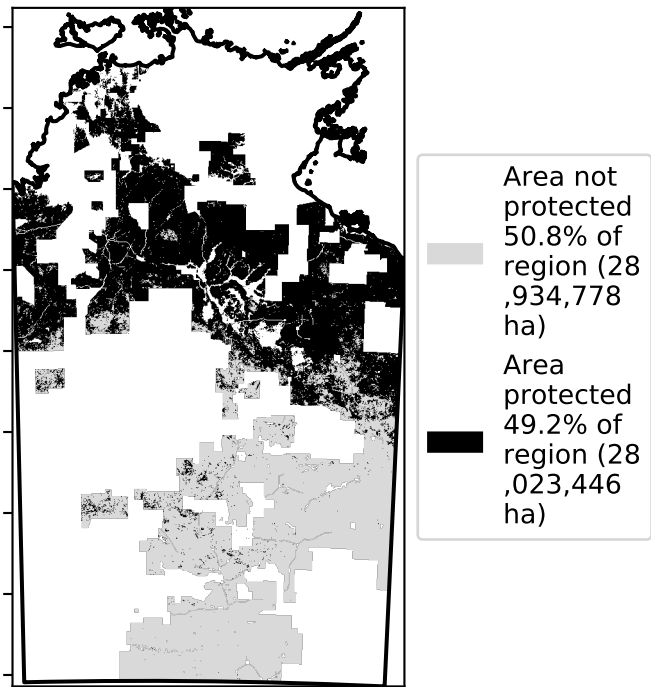 Area not
protected
50.8% of
region (28
,934,778
ha)
Area
protected
49.2% of
region (28
,023,446
ha)